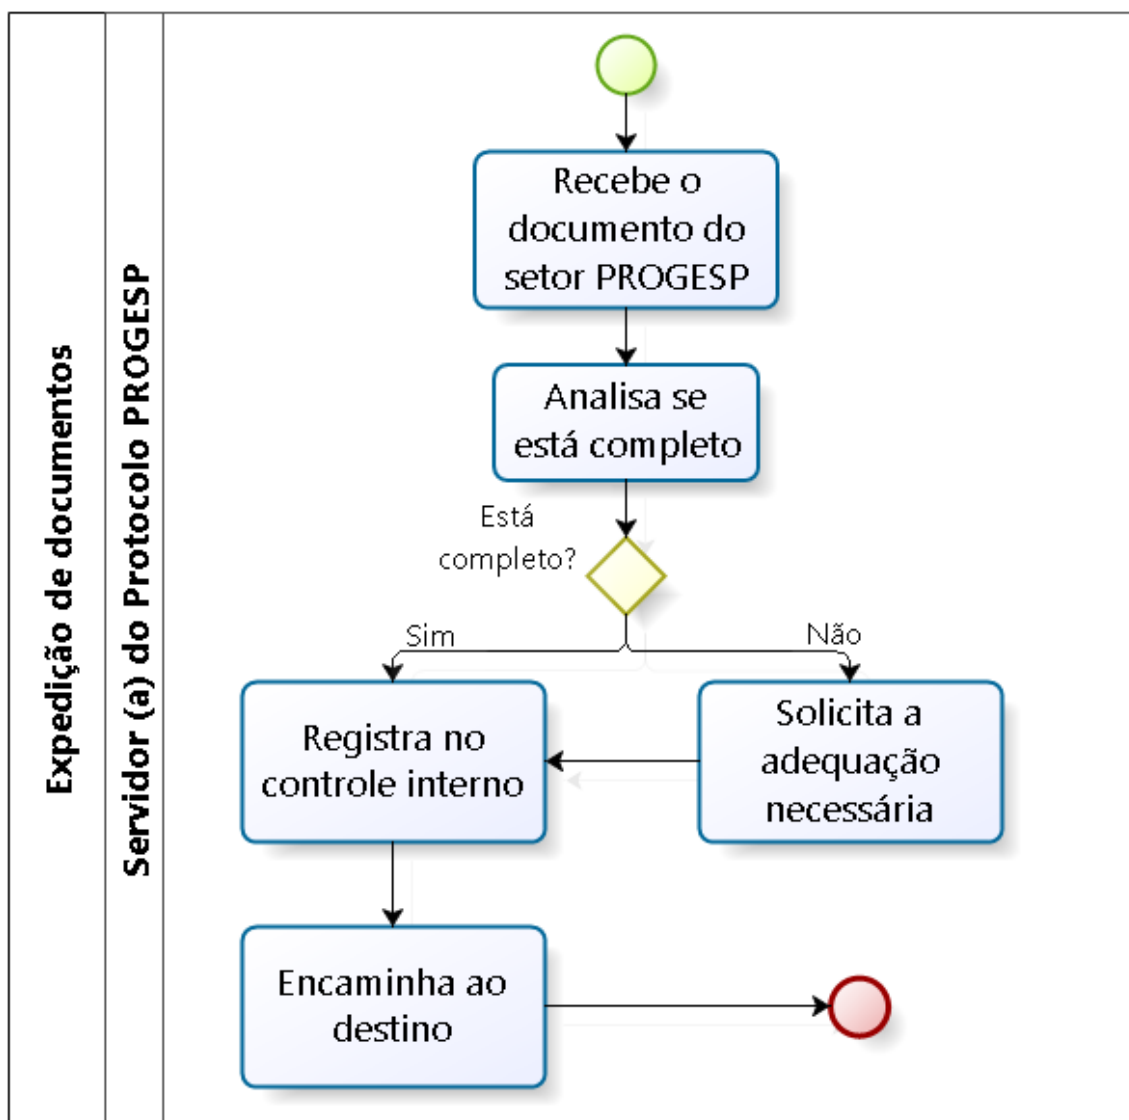 Expedição de documentos
Servidor (a) do Protocolo PROGESP
Recebe o
documento do
setor PROGESP
Analisa se
está completo
Está
completo?
Sim
Não
Registra no
controle interno
Solicita a
adequação
necessária
Encaminha ao
destino